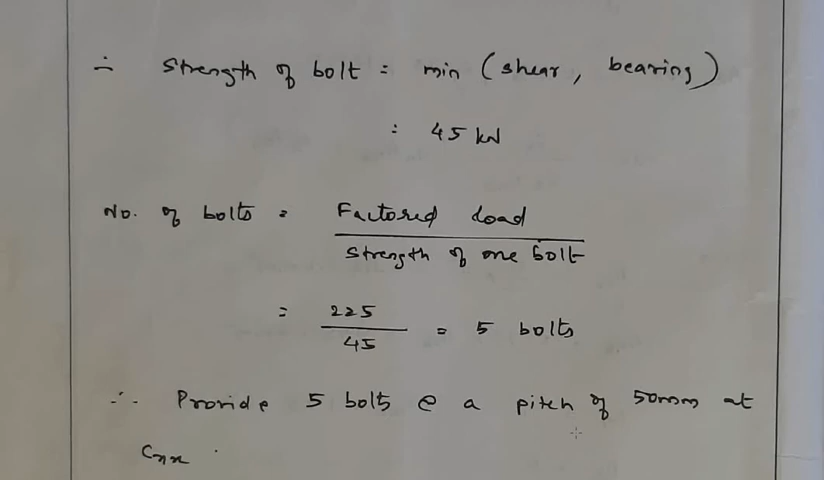 ∴ Strength of bolt = min (shear, bearing)
= 45 kN
No. of bolts = Factored load
Strength of one bolt
= 225
45
= 5 bolts
∴ Provide 5 bolts @ a pitch of 50mm at